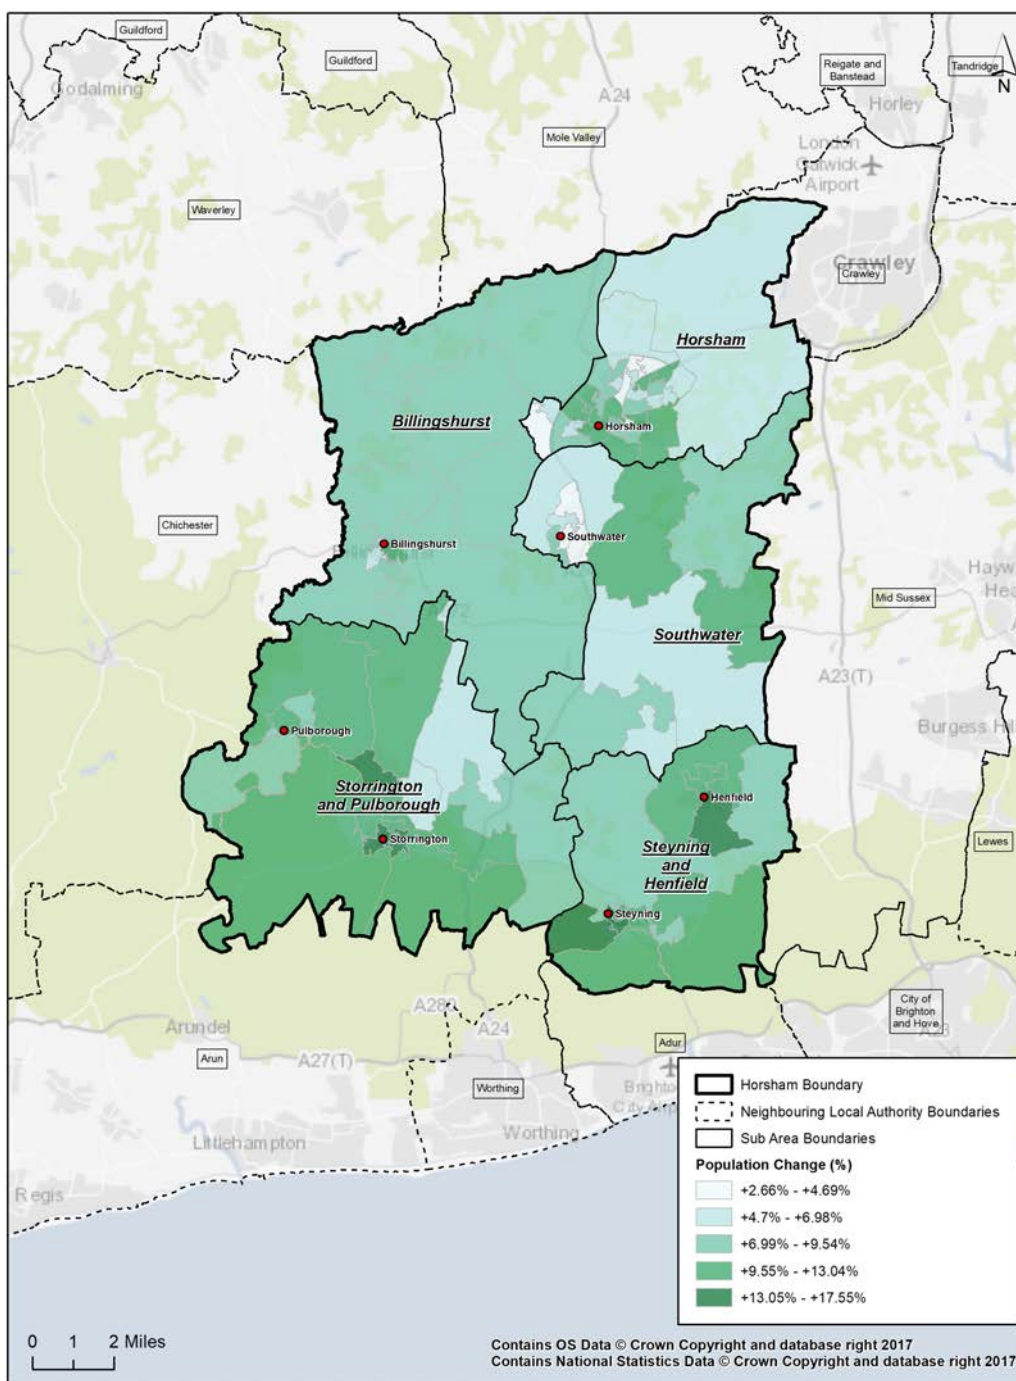 Guildford
Guildford
Godalming
Reigate and
Banstead
Tandridge
N
A24
Horley
Mole Valley
London
Gatwick
Airport
Waverley
Crawley
Crawley
Horsham
Billingshurst
Horsham
Chichester
Billingshurst
Southwater
Mid Sussex
Southwater
A23(T)
Pulborough
Storrington
and Pulborough
Henfield
Storrington
Steyning
and
Henfield
Lewes
Steyning
City of
Brighton
and Hove
A24
Arundel
Arun
A27(T)
Adur
Worthing
Worthing
Littlehampton
Regis
Horsham Boundary
Neighbouring Local Authority Boundaries
Sub Area Boundaries
Population Change (%)
+2.66% - +4.69%
+4.7% - +6.98%
+6.99% - +9.54%
+9.55% - +13.04%
+13.05% - +17.55%
0 1 2 Miles
Contains OS Data © Crown Copyright and database right 2017
Contains National Statistics Data © Crown Copyright and database right 2017